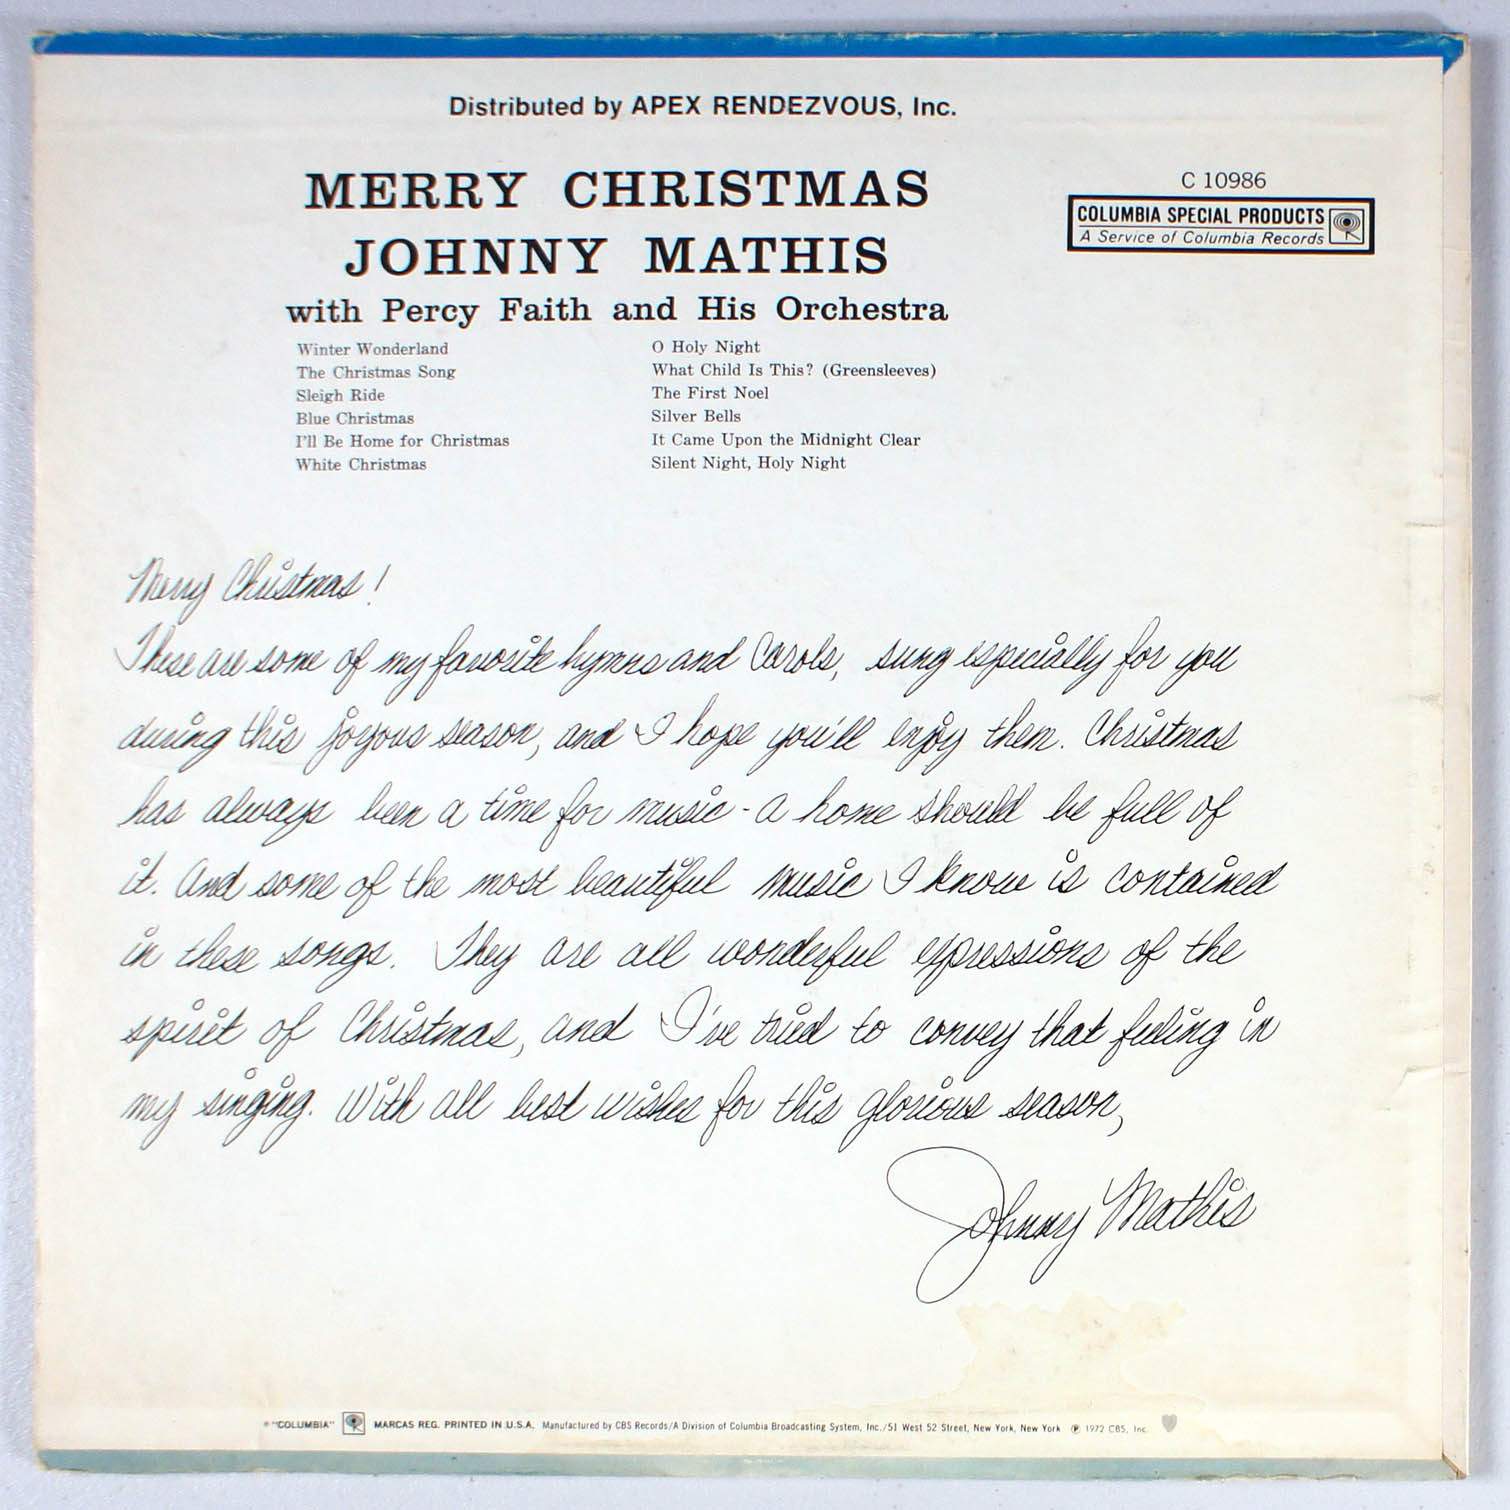 Distributed by APEX RENDEZVOUS, Inc.
MERRY CHRISTMAS
JOHNNY MATHIS
with Percy Faith and His Orchestra
C 10986
COLUMBIA SPECIAL PRODUCTS
A Service of Columbia Records
Winter Wonderland
The Christmas Song
Sleigh Ride
Blue Christmas
I'll Be Home for Christmas
White Christmas
O Holy Night
What Child Is This? (Greensleeves)
The First Noel
Silver Bells
It Came Upon the Midnight Clear
Silent Night, Holy Night
Merry Christmas!
These are some of my favorite hymns and Carols, sung especially for you
during this joyous season, and I hope you'll enjoy them. Christmas
has always been a time for music - a home should be full of
it. And some of the most beautiful music I know is contained
in these songs. They are all wonderful expressions of the
spirit of Christmas, and I've tried to convey that feeling in
my singing. With all best wishes for this glorious season,
Johnny Mathis
® "COLUMBIA" MARCAS REG. PRINTED IN U.S.A. Manufactured by CBS Records/A Division of Columbia Broadcasting System, Inc./51 West 52 Street, New York, New York ℗ 1972 CBS, Inc.